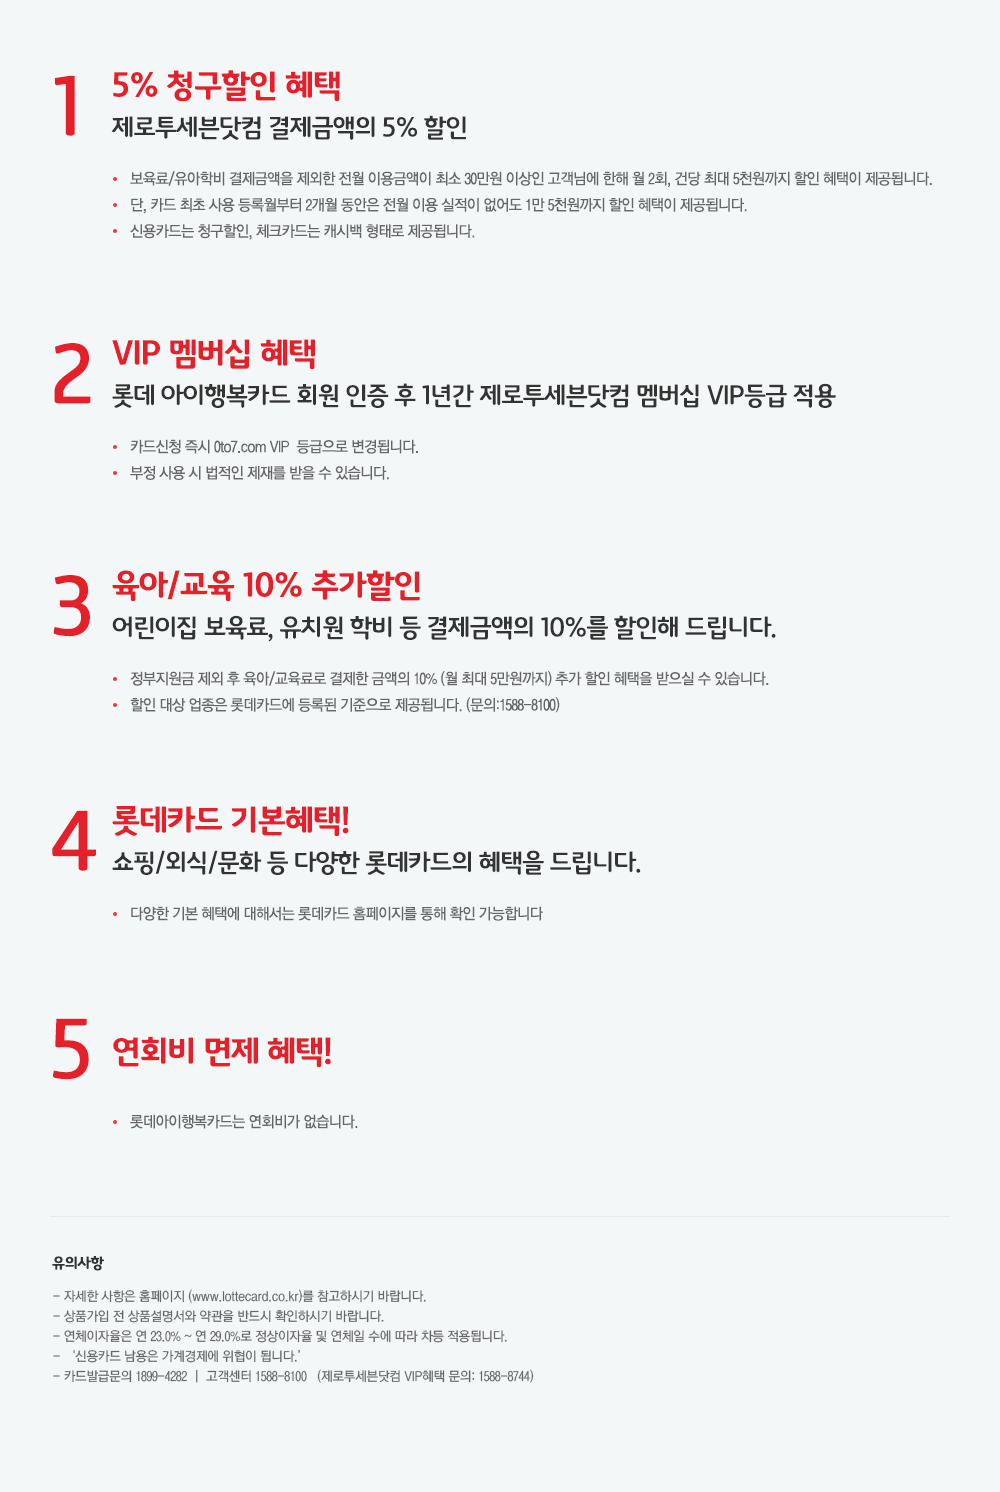 1
5% 청구할인 혜택
제로투세븐닷컴 결제금액의 5% 할인
• 보육료/유아학비 결제금액을 제외한 전월 이용금액이 최소 30만원 이상인 고객님에 한해 월 2회, 건당 최대 5천원까지 할인 혜택이 제공됩니다.
• 단, 카드 최초 사용 등록월부터 2개월 동안은 전월 이용 실적이 없어도 1만 5천원까지 할인 혜택이 제공됩니다.
• 신용카드는 청구할인, 체크카드는 캐시백 형태로 제공됩니다.
2
VIP 멤버십 혜택
롯데 아이행복카드 회원 인증 후 1년간 제로투세븐닷컴 멤버십 VIP등급 적용
• 카드신청 즉시 0to7.com VIP 등급으로 변경됩니다.
• 부정 사용 시 법적인 제재를 받을 수 있습니다.
3
육아/교육 10% 추가할인
어린이집 보육료, 유치원 학비 등 결제금액의 10%를 할인해 드립니다.
• 정부지원금 제외 후 육아/교육료로 결제한 금액의 10% (월 최대 5만원까지) 추가 할인 혜택을 받으실 수 있습니다.
• 할인 대상 업종은 롯데카드에 등록된 기준으로 제공됩니다. (문의:1588-8100)
4
롯데카드 기본혜택!
쇼핑/외식/문화 등 다양한 롯데카드의 혜택을 드립니다.
• 다양한 기본 혜택에 대해서는 롯데카드 홈페이지를 통해 확인 가능합니다
5
연회비 면제 혜택!
• 롯데아이행복카드는 연회비가 없습니다.
유의사항
- 자세한 사항은 홈페이지 (www.lottecard.co.kr)를 참고하시기 바랍니다.
- 상품가입 전 상품설명서와 약관을 반드시 확인하시기 바랍니다.
- 연체이자율은 연 23.0% ~ 연 29.0%로 정상이자율 및 연체일 수에 따라 차등 적용됩니다.
- ‘신용카드 남용은 가계경제에 위협이 됩니다.’
- 카드발급문의 1899-4282 | 고객센터 1588-8100 (제로투세븐닷컴 VIP혜택 문의: 1588-8744)